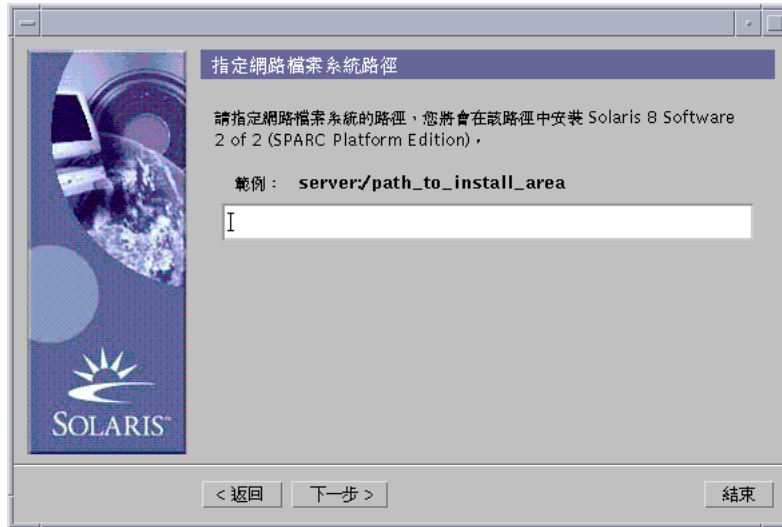 指定網路檔案系統路徑
請指定網路檔案系統的路徑，您將會在該路徑中安裝 Solaris 8 Software
2 of 2 (SPARC Platform Edition)。
範例： server:/path_to_install_area
SOLARIS™
< 返回
下一步 >
結束